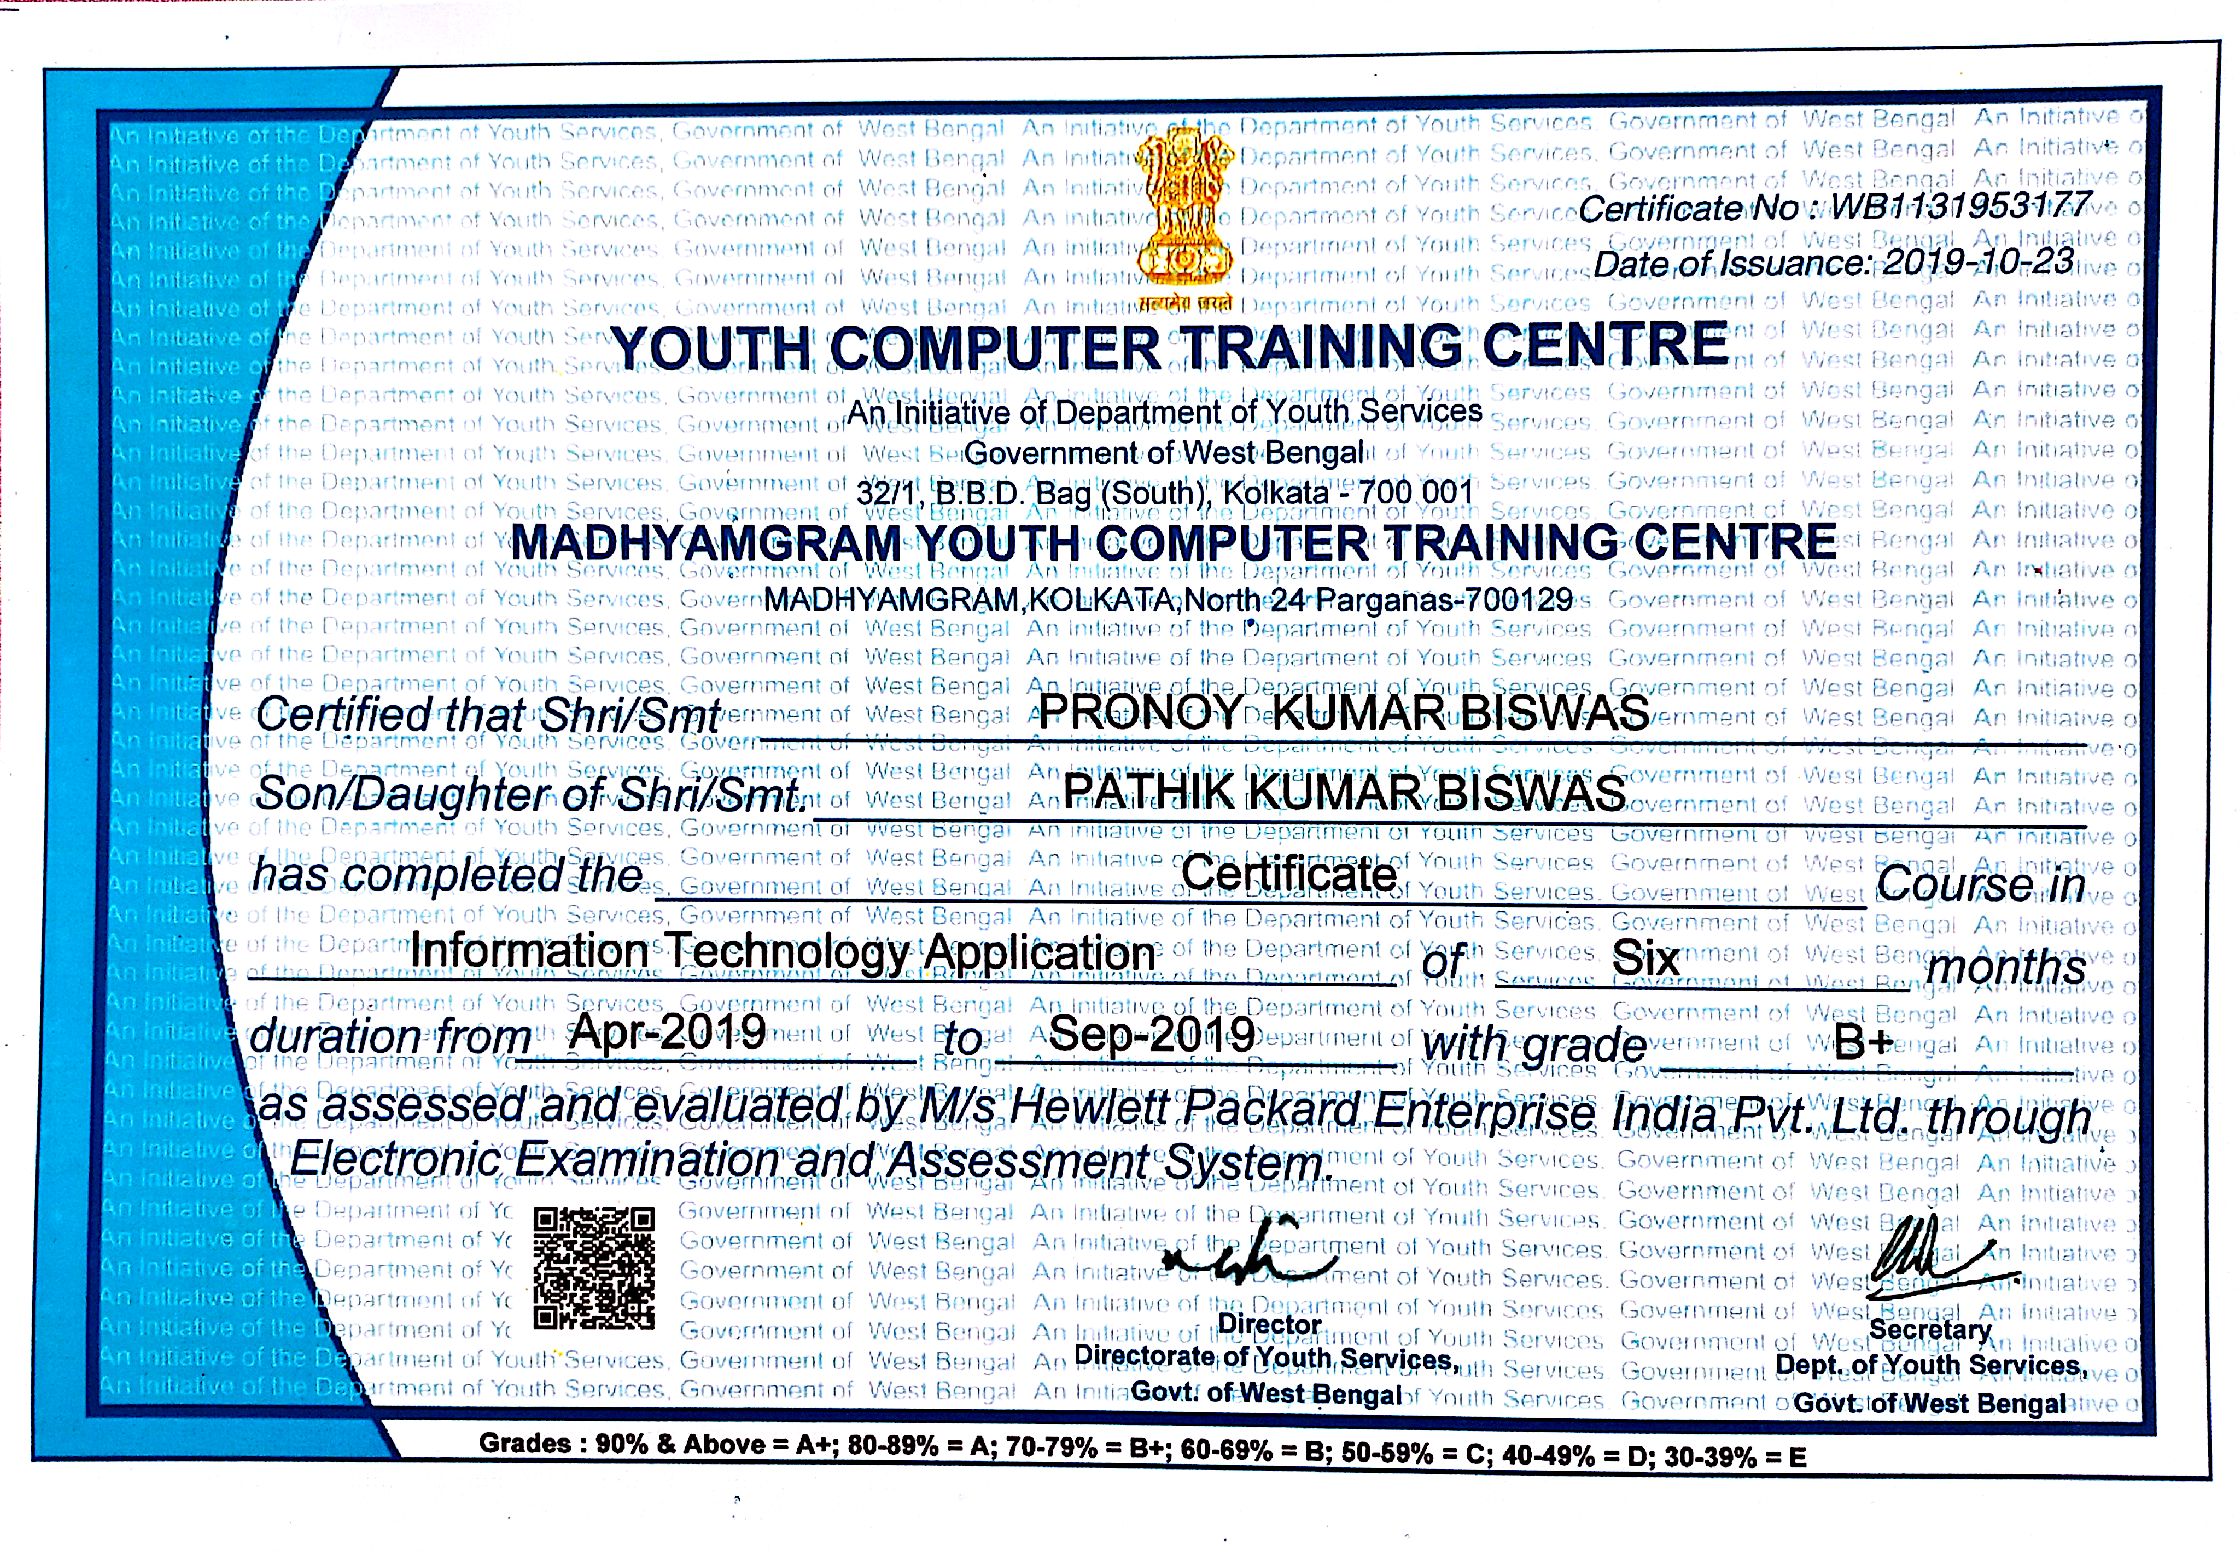 सत्यमेव जयते
Certificate No : WB1131953177
Date of Issuance: 2019-10-23
YOUTH COMPUTER TRAINING CENTRE
An Initiative of Department of Youth Services
Government of West Bengal
32/1, B.B.D. Bag (South), Kolkata - 700 001
MADHYAMGRAM YOUTH COMPUTER TRAINING CENTRE
MADHYAMGRAM,KOLKATA,North 24 Parganas-700129
Certified that Shri/Smt PRONOY KUMAR BISWAS
Son/Daughter of Shri/Smt. PATHIK KUMAR BISWAS
has completed the Certificate Course in
Information Technology Application of Six months
duration from Apr-2019 to Sep-2019 with grade B+
as assessed and evaluated by M/s Hewlett Packard Enterprise India Pvt. Ltd. through
Electronic Examination and Assessment System.
Director
Directorate of Youth Services,
Govt. of West Bengal
Secretary
Dept. of Youth Services,
Govt. of West Bengal
Grades : 90% & Above = A+; 80-89% = A; 70-79% = B+; 60-69% = B; 50-59% = C; 40-49% = D; 30-39% = E